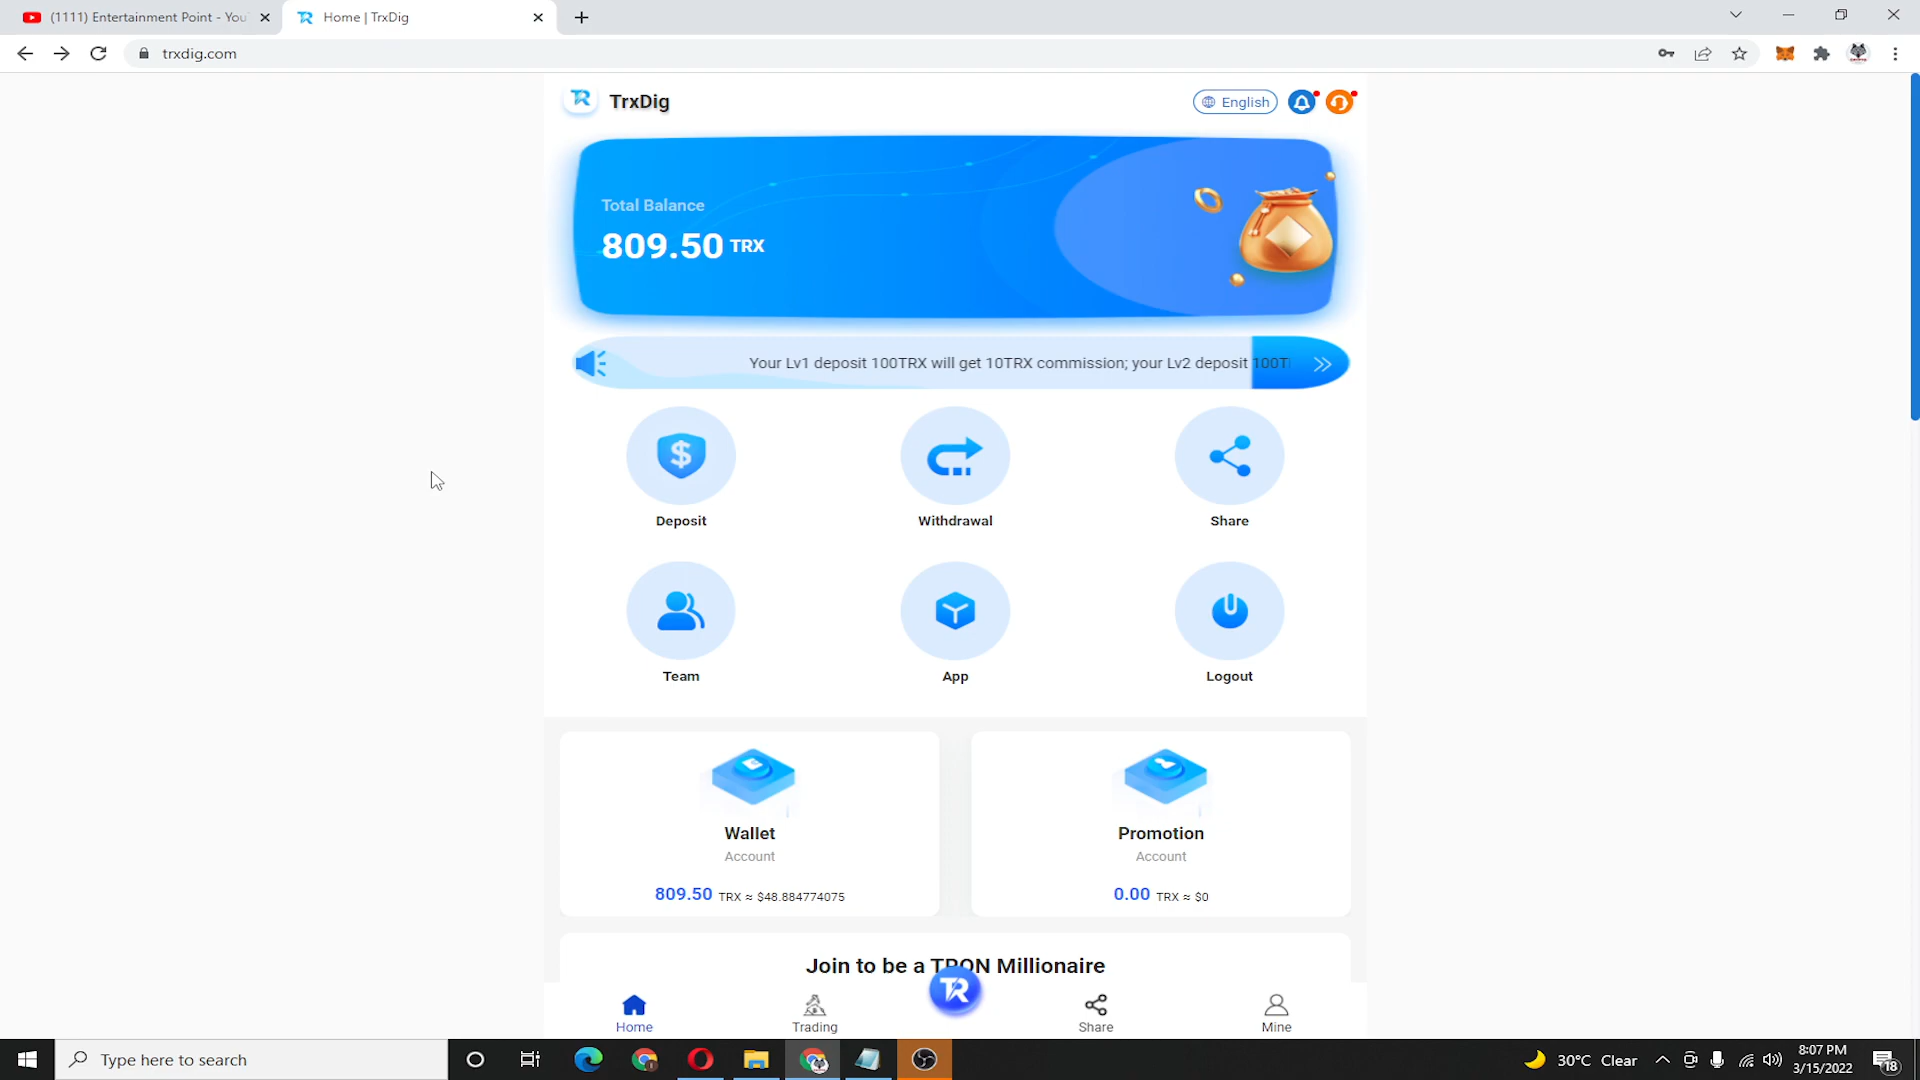 (1111) Entertainment Point - You
Home | TrxDig
trxdig.com
TrxDig
English
Total Balance
809.50 TRX
Your Lv1 deposit 100TRX will get 10TRX commission; your Lv2 deposit 100T
Deposit
Withdrawal
Share
Team
App
Logout
Wallet
Promotion
Account
Account
809.50 TRX ≈ $48.884774075
0.00 TRX ≈ $0
Join to be a TRON Millionaire
TR
Home
Trading
Share
Mine
Type here to search
30°C Clear
8:07 PM
3/15/2022
18